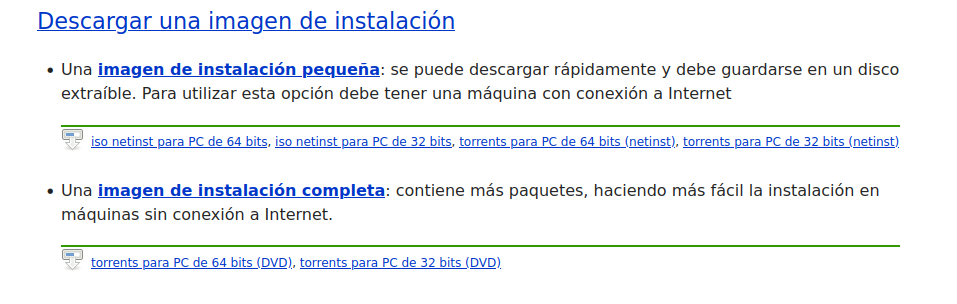 Descargar una imagen de instalación
• Una imagen de instalación pequeña: se puede descargar rápidamente y debe guardarse en un disco
extraíble. Para utilizar esta opción debe tener una máquina con conexión a Internet
iso netinst para PC de 64 bits, iso netinst para PC de 32 bits, torrents para PC de 64 bits (netinst), torrents para PC de 32 bits (netinst)
• Una imagen de instalación completa: contiene más paquetes, haciendo más fácil la instalación en
máquinas sin conexión a Internet.
torrents para PC de 64 bits (DVD), torrents para PC de 32 bits (DVD)